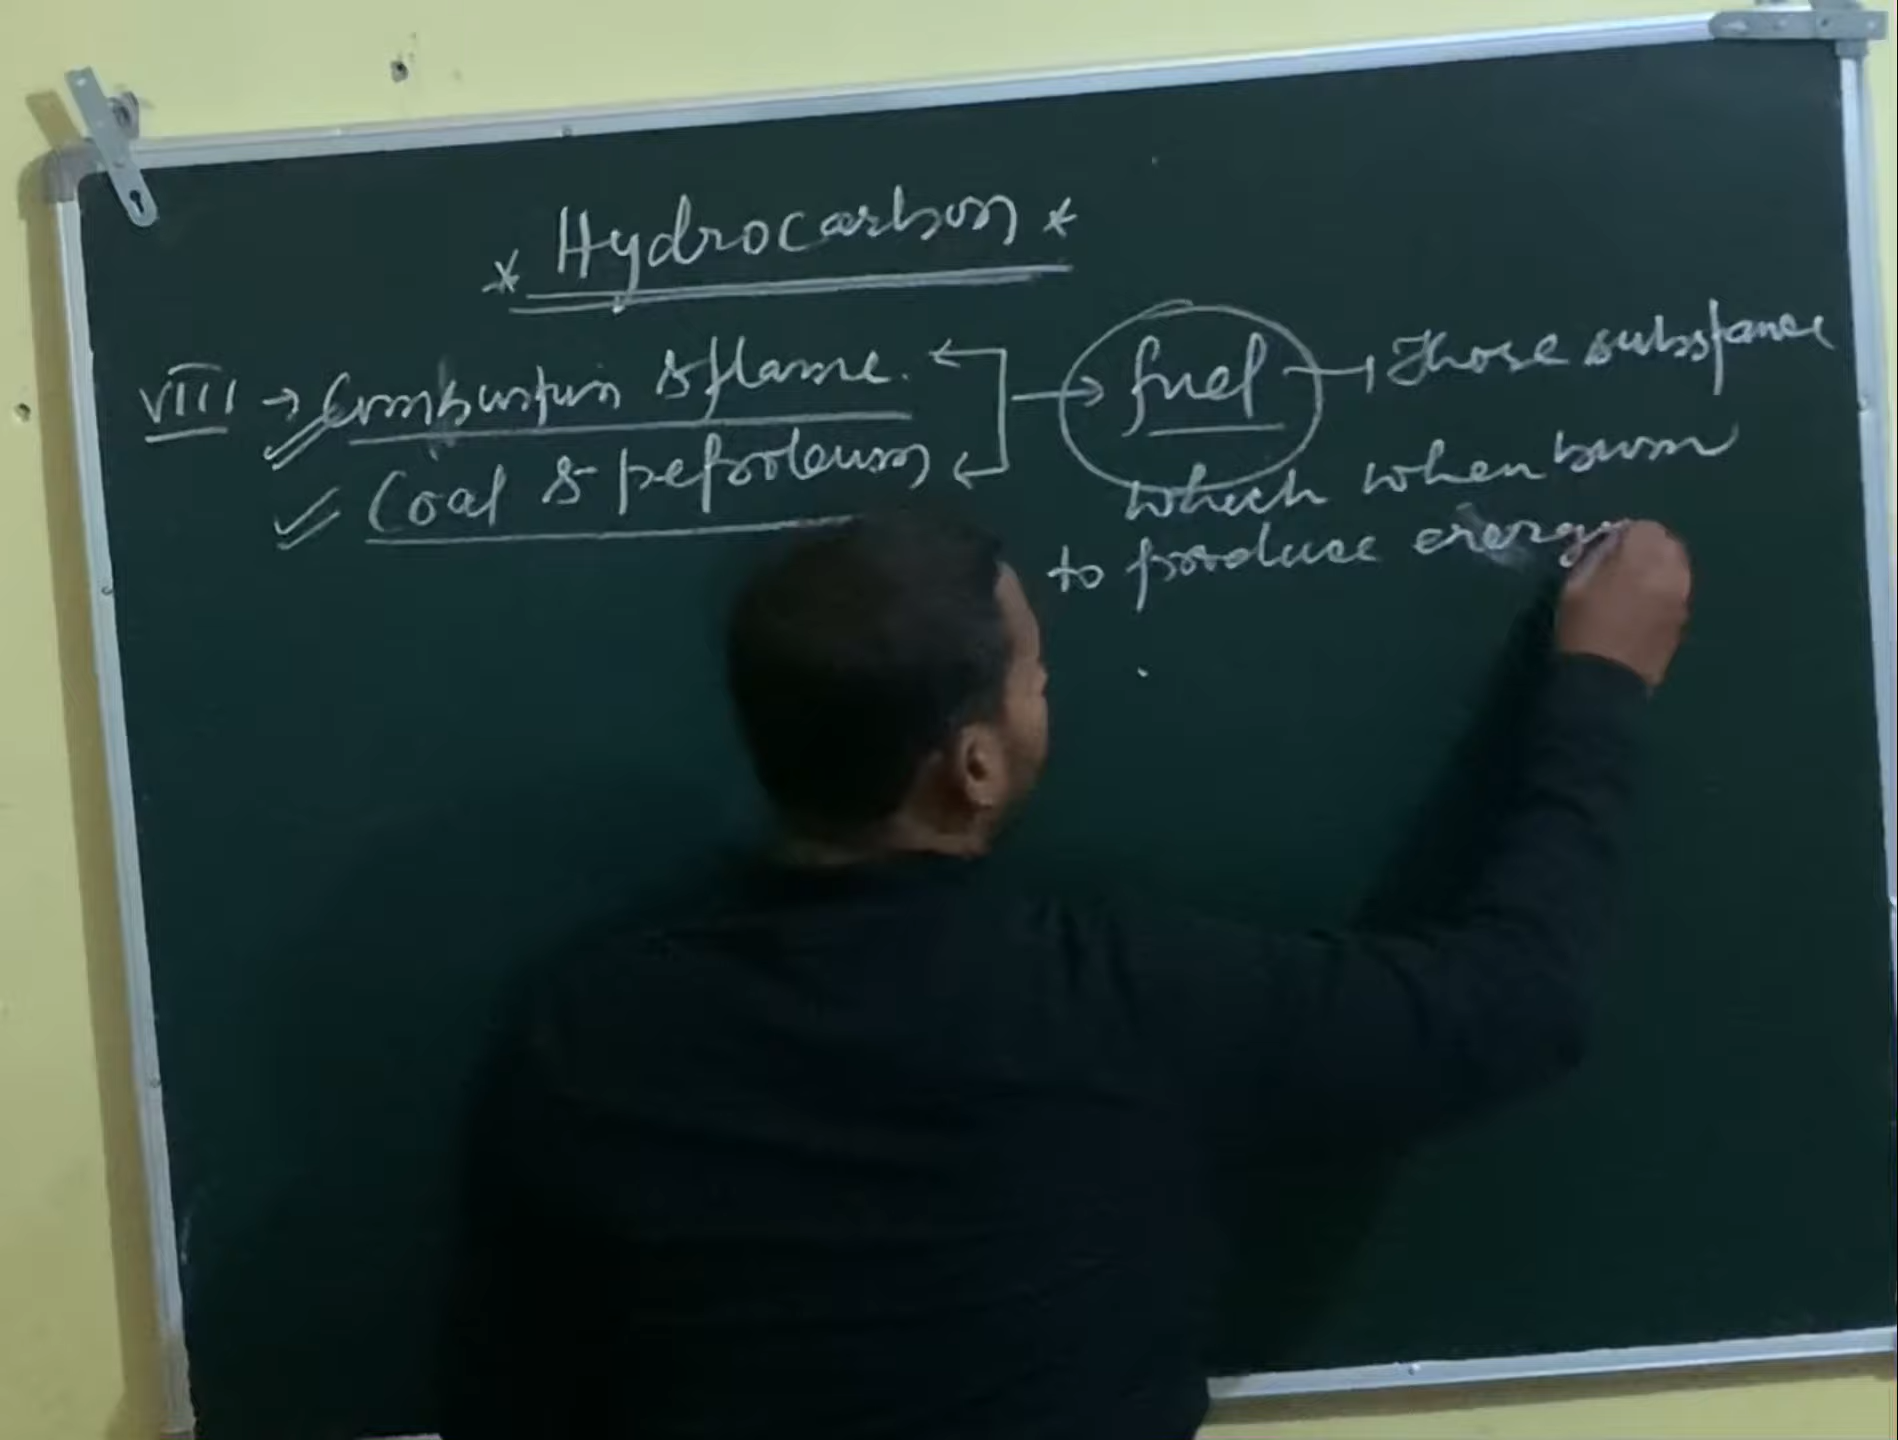 * Hydrocarbon *
VIII → Combustion & flame.
Coal & petroleum
→ fuel → Those substance
which when burn
to produce energy